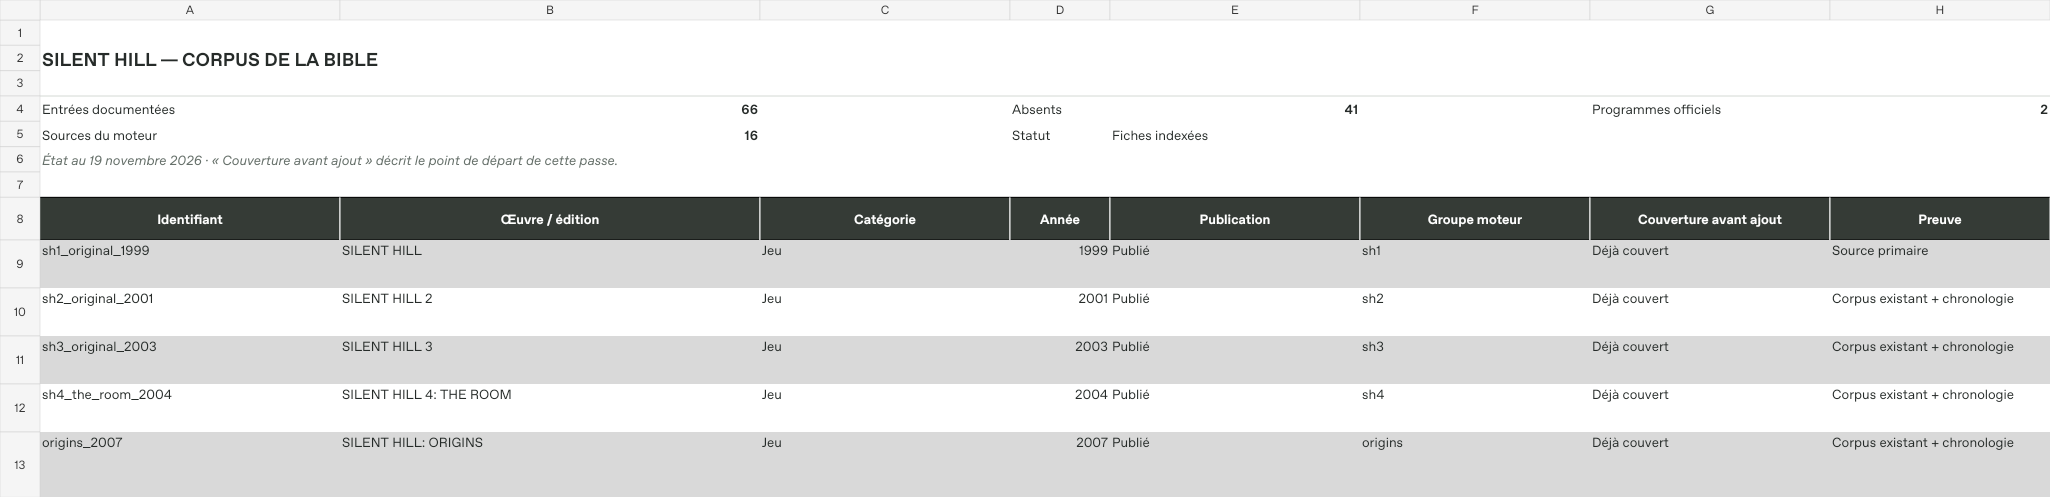 A B C D E F G H
1
2 SILENT HILL — CORPUS DE LA BIBLE
3
4 Entrées documentées 66 Absents 41 Programmes officiels 2
5 Sources du moteur 16 Statut Fiches indexées
6 État au 19 novembre 2026 · « Couverture avant ajout » décrit le point de départ de cette passe.
7
8 Identifiant Œuvre / édition Catégorie Année Publication Groupe moteur Couverture avant ajout Preuve
9 sh1_original_1999 SILENT HILL Jeu 1999 Publié sh1 Déjà couvert Source primaire
10 sh2_original_2001 SILENT HILL 2 Jeu 2001 Publié sh2 Déjà couvert Corpus existant + chronologie
11 sh3_original_2003 SILENT HILL 3 Jeu 2003 Publié sh3 Déjà couvert Corpus existant + chronologie
12 sh4_the_room_2004 SILENT HILL 4: THE ROOM Jeu 2004 Publié sh4 Déjà couvert Corpus existant + chronologie
13 origins_2007 SILENT HILL: ORIGINS Jeu 2007 Publié origins Déjà couvert Corpus existant + chronologie